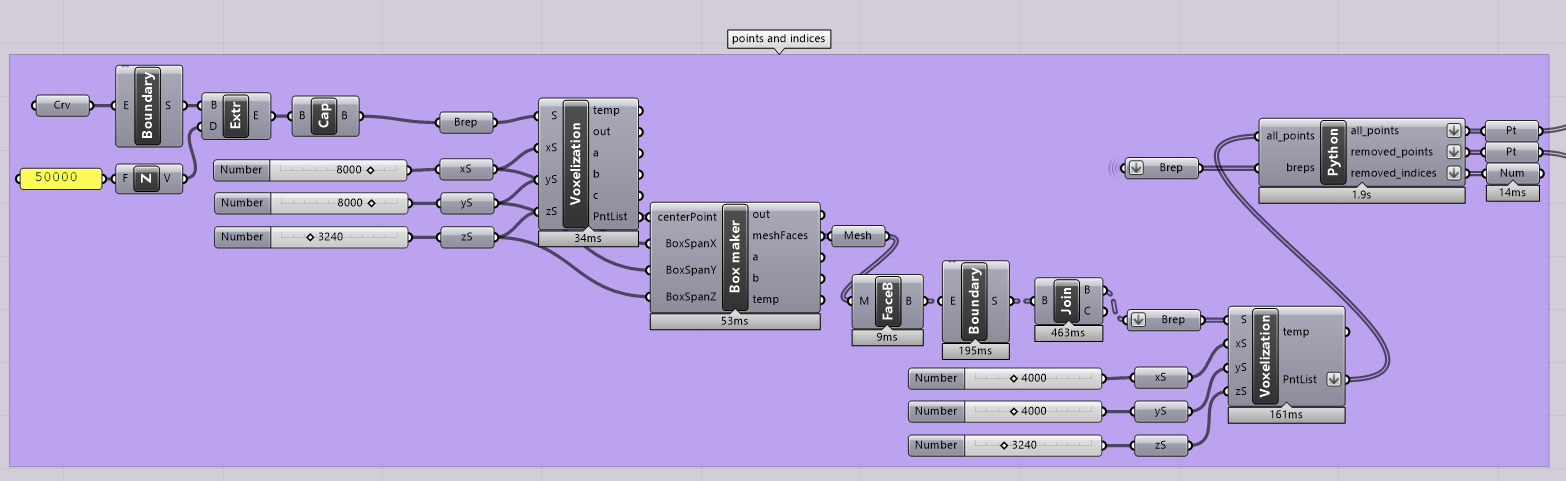 points and indices
Crv
E Boundary S
B D Extr E
B Cap B
Brep
S xS yS zS Voxelization temp out a b c PntList
34ms
50000
F Z V
Number 8000
xS
Number 8000
yS
Number 3240
zS
centerPoint BoxSpanX BoxSpanY BoxSpanZ Box maker out meshFaces a b temp
53ms
Mesh
M FaceB B
9ms
E Boundary S
195ms
B Join B C
463ms
Brep
S xS yS zS Voxelization temp PntList
161ms
Number 4000
xS
Number 4000
yS
Number 3240
zS
Brep
all_points breps Python all_points removed_points removed_indices
1.9s
Pt
Pt
Num
14ms